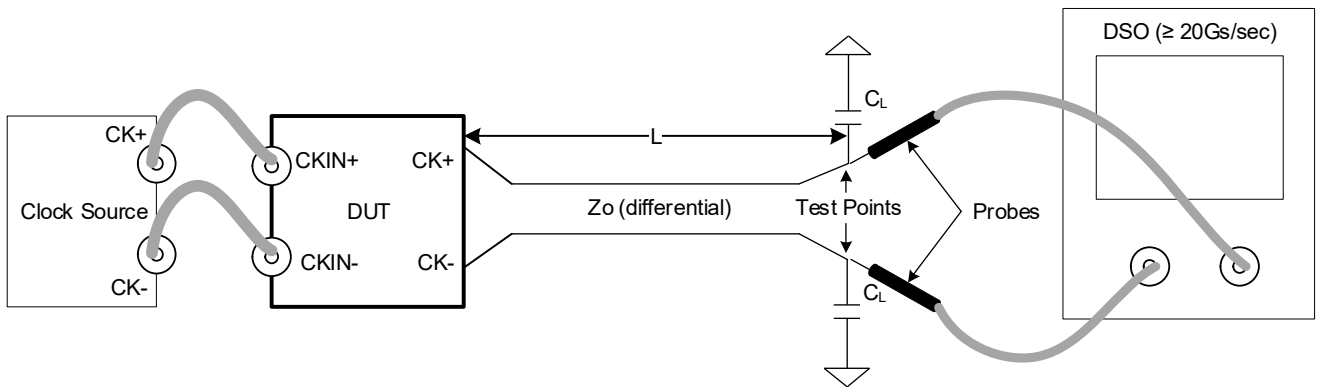 DSO (≥ 20Gs/sec)
CL
CK+
L
CKIN+
CK+
Clock Source
DUT
Zo (differential)
Test Points
Probes
CKIN-
CK-
CK-
CL